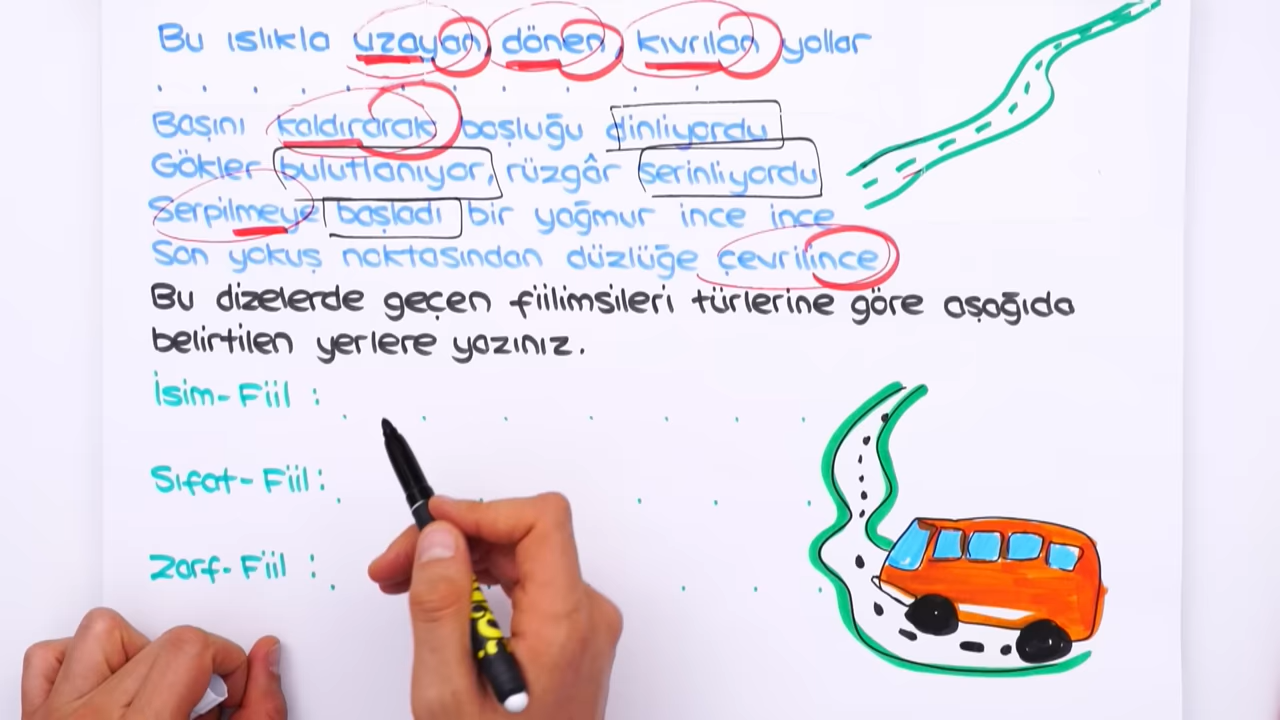 Bu ıslıkla uzayan, dönen, kıvrılan yollar
Başını kaldırarak boşluğu dinliyordu
Gökler bulutlanıyor, rüzgâr serinliyordu
Serpilmeye başladı bir yağmur ince ince
Son yokuş noktasından düzlüğe çevrilince
Bu dizelerde geçen fiilimsileri türlerine göre aşağıda
belirtilen yerlere yazınız.
İsim-Fiil :
Sıfat-Fiil :
Zarf-Fiil :